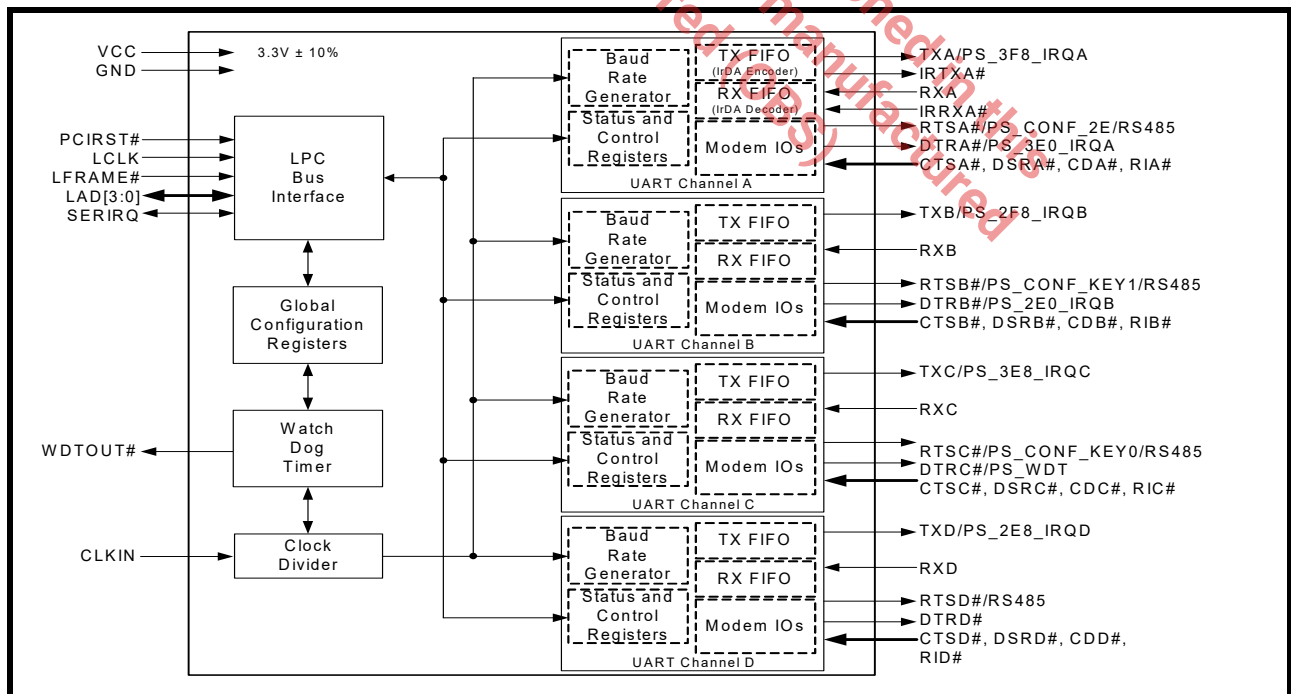 VCC
GND
3.3V ± 10%
PCIRST#
LCLK
LFRAME#
LAD[3:0]
SERIRQ
LPC
Bus
Interface
Global
Configuration
Registers
WDTOUT#
Watch
Dog
Timer
CLKIN
Clock
Divider
Baud
Rate
Generator
TX FIFO
(IrDA Encoder)
RX FIFO
(IrDA Decoder)
Status and
Control
Registers
Modem IOs
UART Channel A
TXA/PS_3F8_IRQA
IRTXA#
RXA
IRRXA#
RTSA#/PS_CONF_2E/RS485
DTRA#/PS_3E0_IRQA
CTSA#, DSRA#, CDA#, RIA#
Baud
Rate
Generator
TX FIFO
RX FIFO
Status and
Control
Registers
Modem IOs
UART Channel B
TXB/PS_2F8_IRQB
RXB
RTSB#/PS_CONF_KEY1/RS485
DTRB#/PS_2E0_IRQB
CTSB#, DSRB#, CDB#, RIB#
Baud
Rate
Generator
TX FIFO
RX FIFO
Status and
Control
Registers
Modem IOs
UART Channel C
TXC/PS_3E8_IRQC
RXC
RTSC#/PS_CONF_KEY0/RS485
DTRC#/PS_WDT
CTSC#, DSRC#, CDC#, RIC#
Baud
Rate
Generator
TX FIFO
RX FIFO
Status and
Control
Registers
Modem IOs
UART Channel D
TXD/PS_2E8_IRQD
RXD
RTSD#/RS485
DTRD#
CTSD#, DSRD#, CDD#,
RID#
in this
manufactured
(OBS)